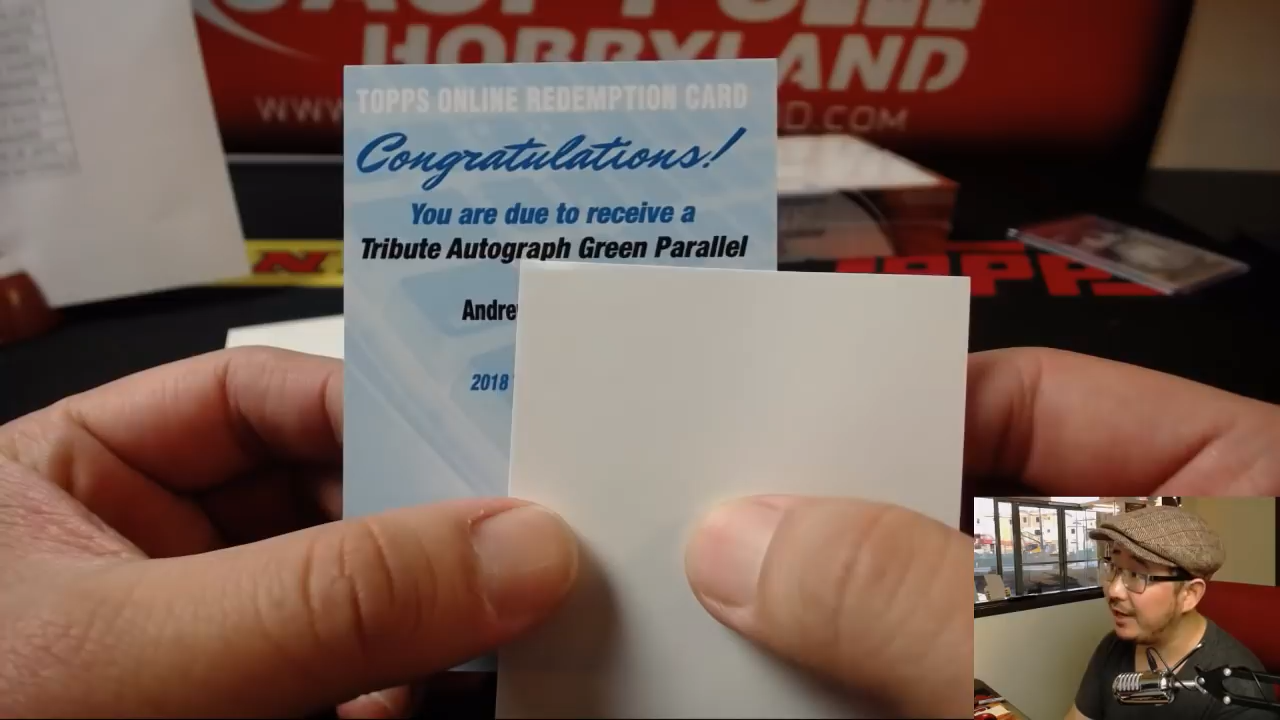 HOBBYLAND
WWW.
D.COM
TOPPS ONLINE REDEMPTION CARD
Congratulations!
You are due to receive a
Tribute Autograph Green Parallel
Andre
2018
TOPPS